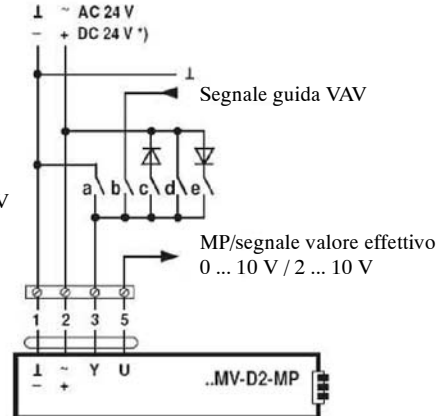 ⊥ ~ AC 24 V
− + DC 24 V *)
⊥
Segnale guida VAV
a b c d e
V
MP/segnale valore effettivo
0 ... 10 V / 2 ... 10 V
1 2 3 5
⊥ ~ Y U
− +
..MV-D2-MP